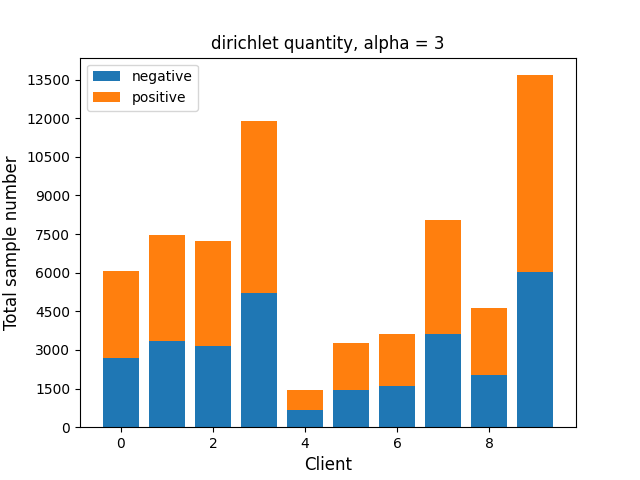 dirichlet quantity, alpha = 3
negative
positive
Total sample number
13500
12000
10500
9000
7500
6000
4500
3000
1500
0
0 2 4 6 8
Client